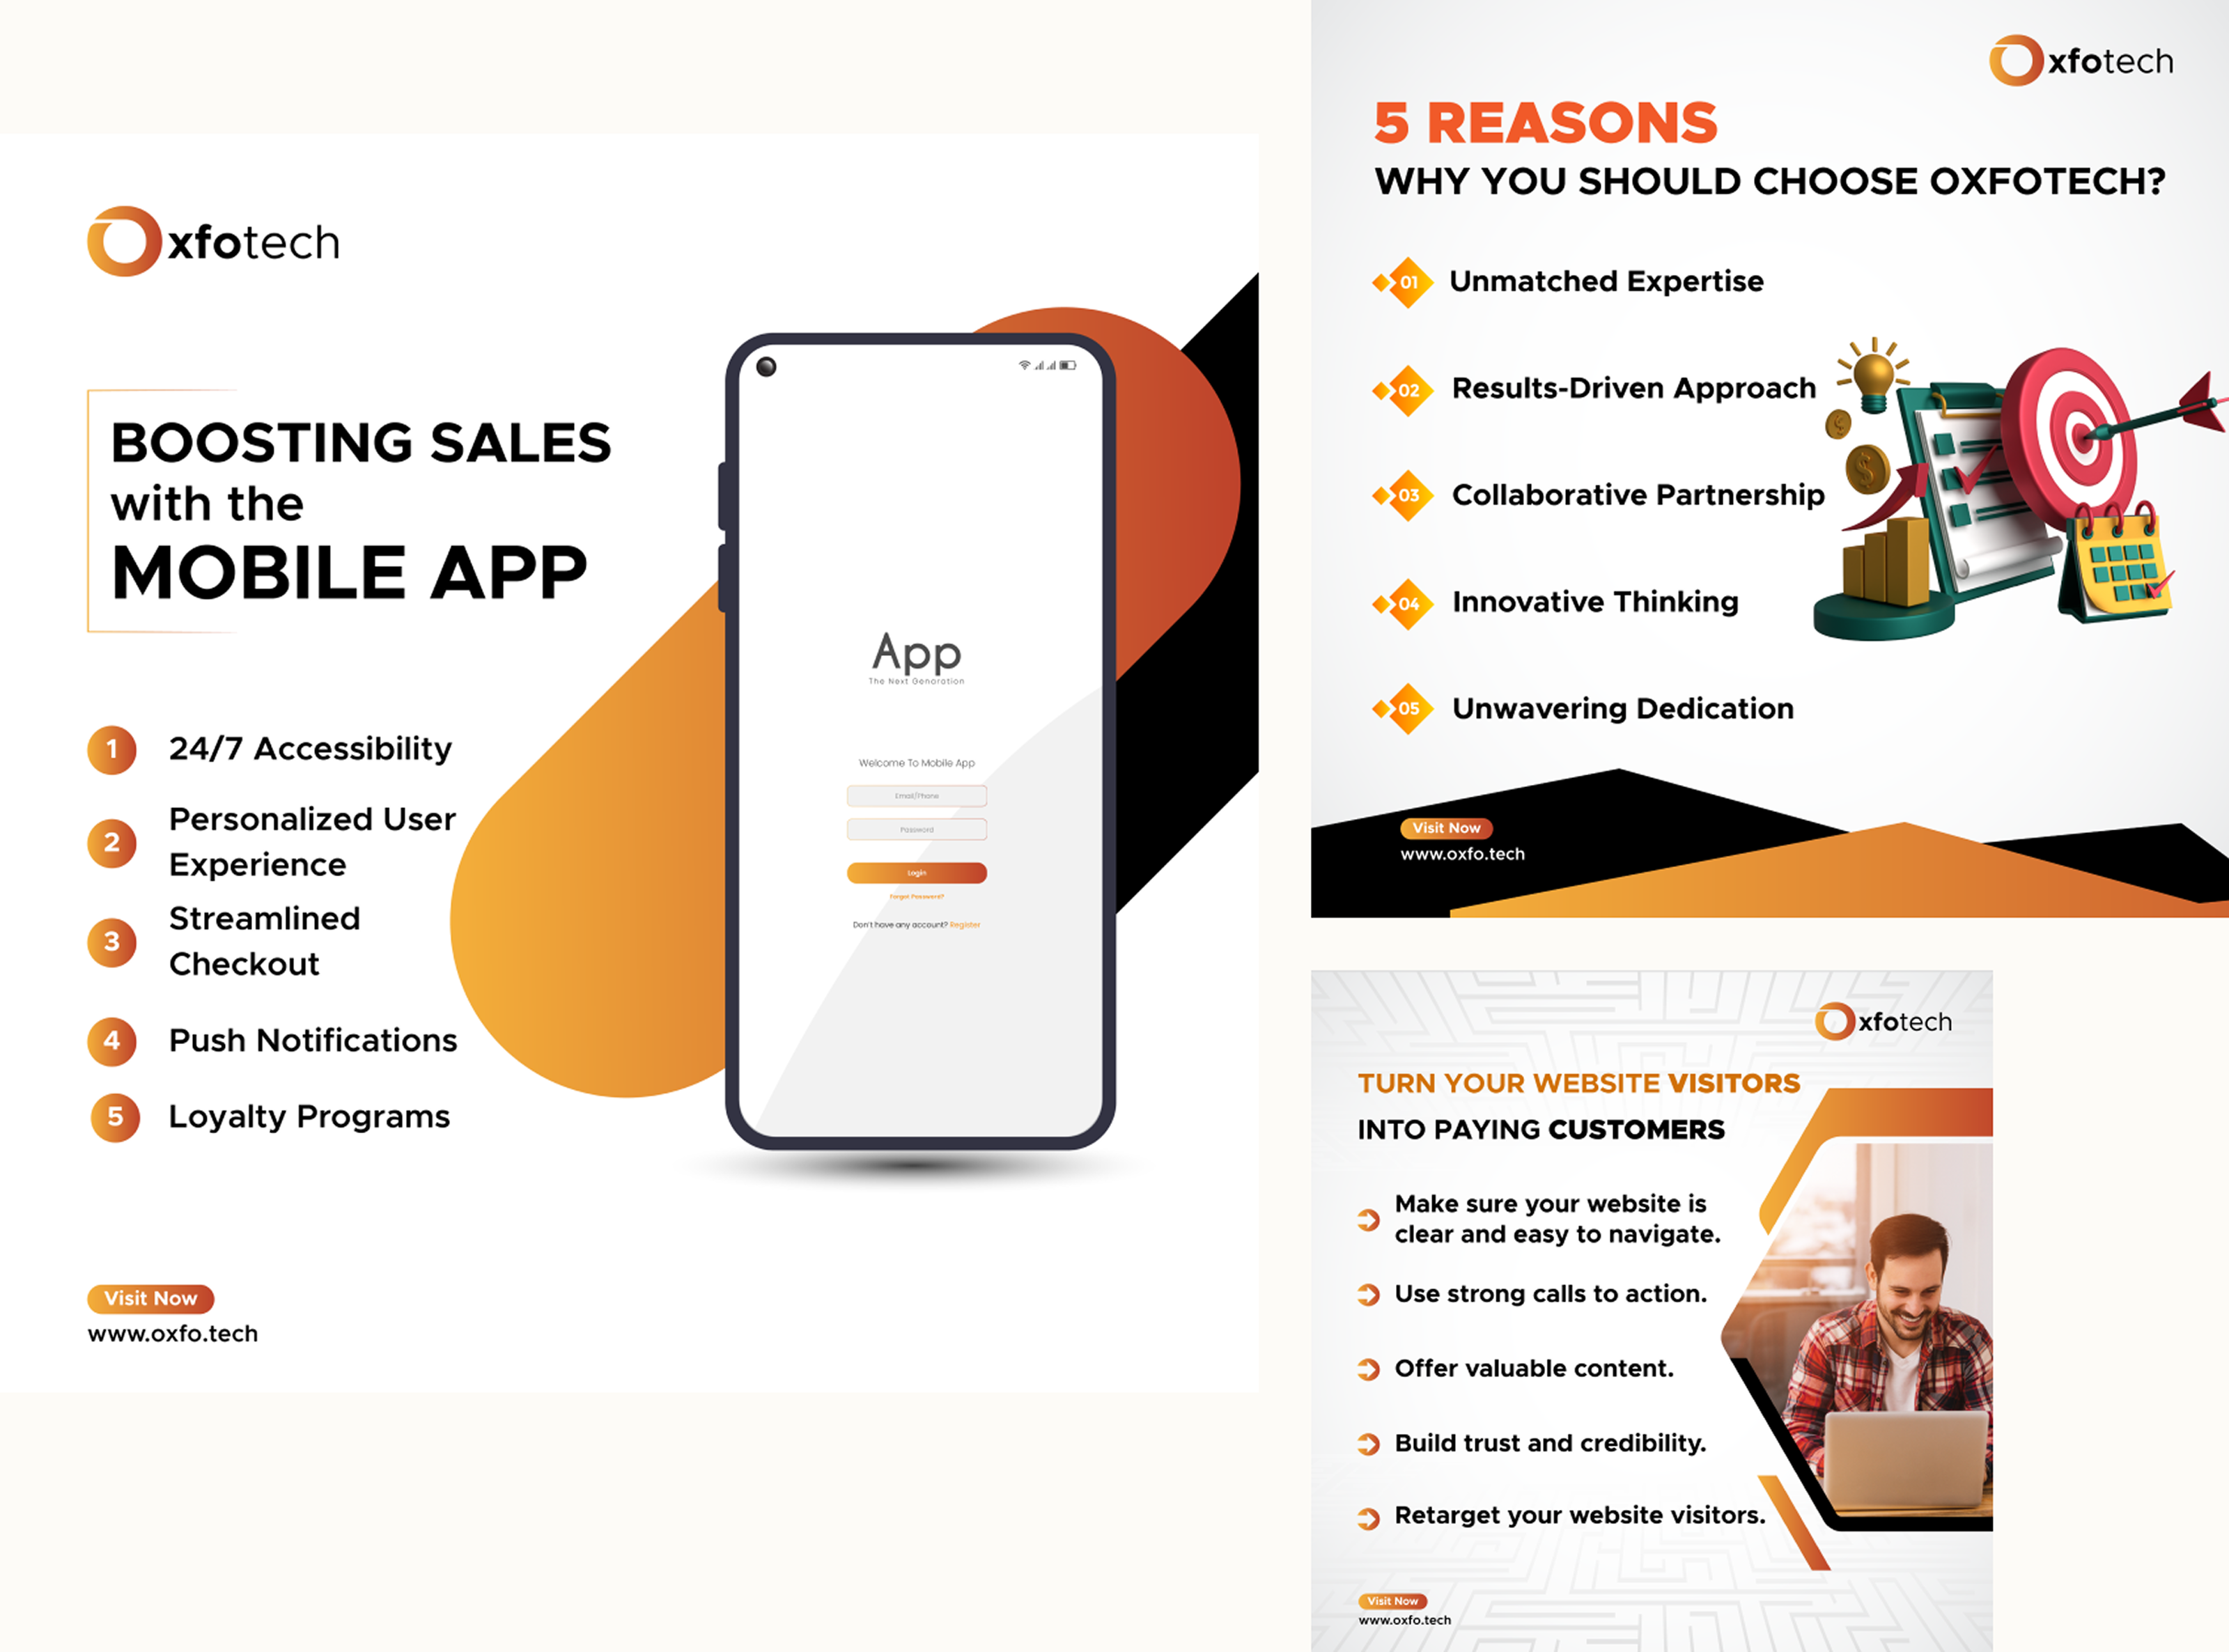 Oxfotech
BOOSTING SALES
with the
MOBILE APP
1 24/7 Accessibility
2 Personalized User
Experience
3 Streamlined
Checkout
4 Push Notifications
5 Loyalty Programs
Visit Now
www.oxfo.tech
App
The Next Genoration
Welcome To Mobile App
Email/Phone
Password
Login
Forgot Password?
Don't have any account? Register
Oxfotech
5 REASONS
WHY YOU SHOULD CHOOSE OXFOTECH?
01 Unmatched Expertise
02 Results-Driven Approach
03 Collaborative Partnership
04 Innovative Thinking
05 Unwavering Dedication
$
$
Visit Now
www.oxfo.tech
Oxfotech
TURN YOUR WEBSITE VISITORS
INTO PAYING CUSTOMERS
Make sure your website is
clear and easy to navigate.
Use strong calls to action.
Offer valuable content.
Build trust and credibility.
Retarget your website visitors.
Visit Now
www.oxfo.tech